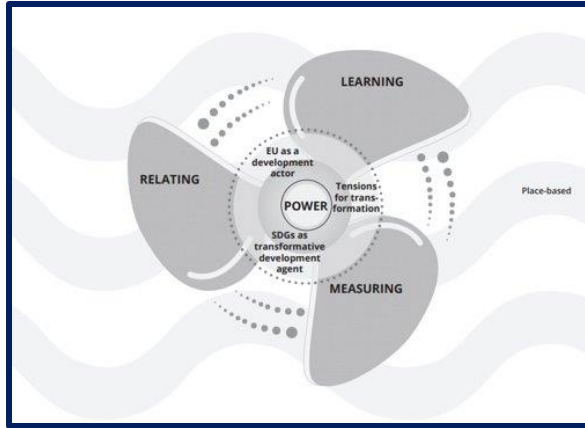 LEARNING
EU as a
development
actor
RELATING
Tensions
for trans-
formation
Place-based
POWER
SDGs as
transformative
development
agent
MEASURING